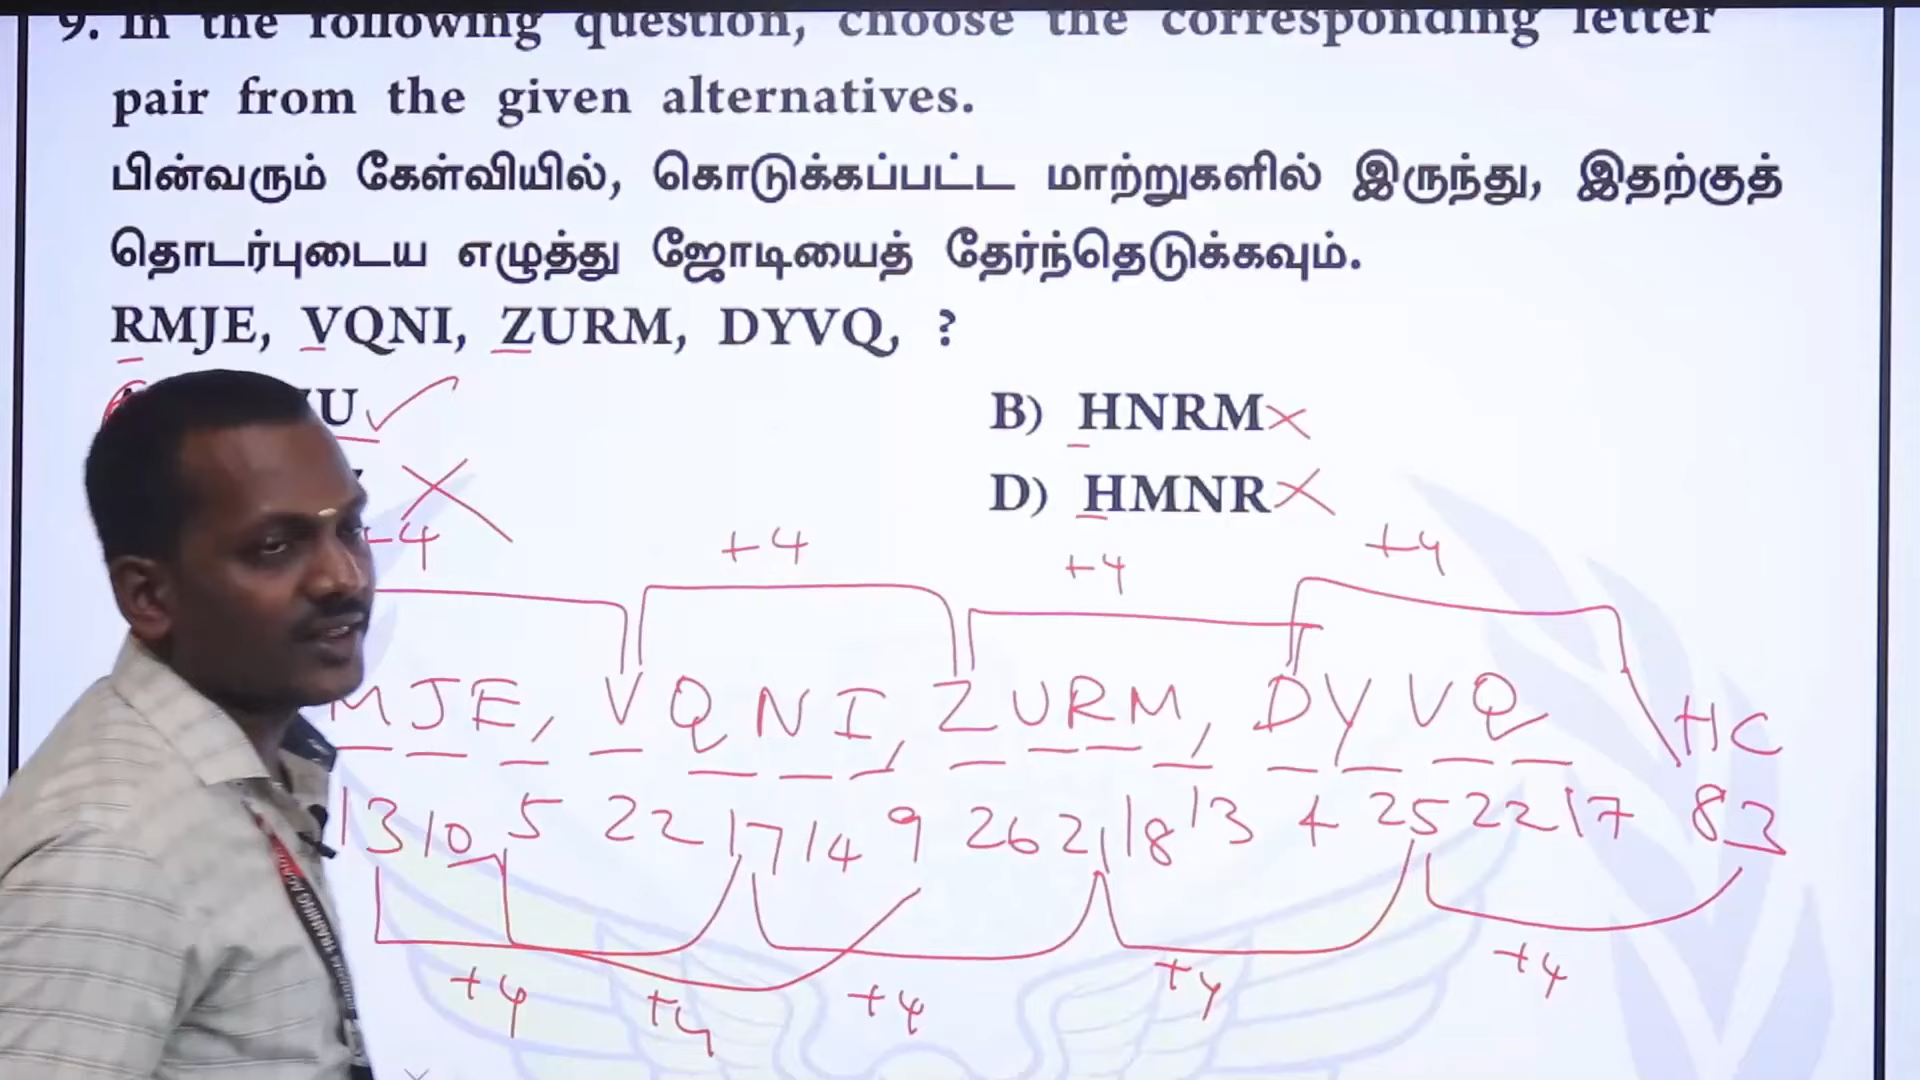 9. In the following question, choose the corresponding letter
pair from the given alternatives.
பின்வரும் கேள்வியில், கொடுக்கப்பட்ட மாற்றுகளில் இருந்து, இதற்குத்
தொடர்புடைய எழுத்து ஜோடியைத் தேர்ந்தெடுக்கவும்.
RMJE, VQNI, ZURM, DYVQ, ?
U
B) HNRM
D) HMNR
+4 +4 +4 +4
MJE, VQNI, ZURM, DYVQ HC
13 10 5 22 17 14 9 26 21 18 13 4 25 22 17 8 3
+4 +4 +4 +4 +4
TRAINING ACAD